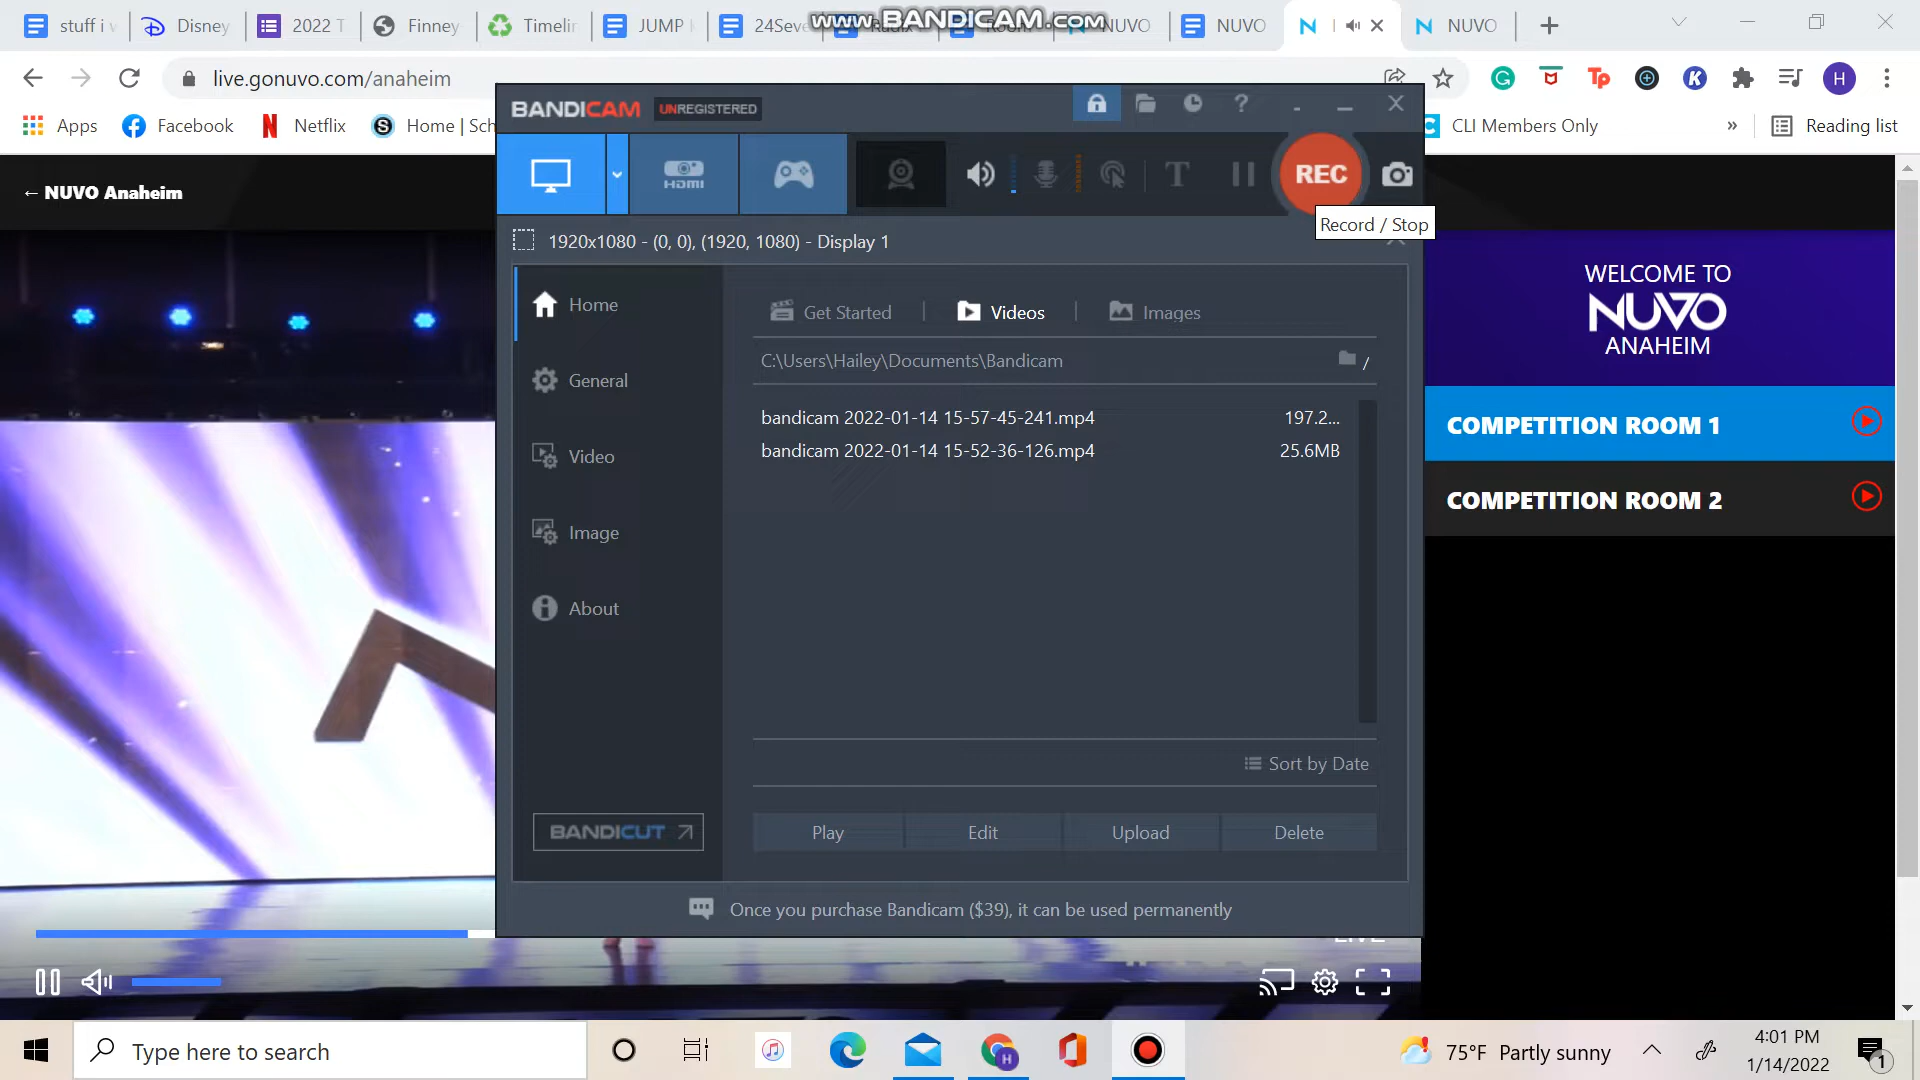 stuff i w
Disney
2022 T
Finney
Timelin
JUMP
24Seve
www.BANDICAM.com
NUVO
NUVO
NUVO
live.gonuvo.com/anaheim
Apps
Facebook
Netflix
Home | Sch
CLI Members Only
»
Reading list
← NUVO Anaheim
BANDICAM UNREGISTERED
HDMI
T
REC
Record / Stop
1920x1080 - (0, 0), (1920, 1080) - Display 1
Home
General
Video
Image
About
BANDICUT
Get Started
Videos
Images
C:\Users\Hailey\Documents\Bandicam
/
bandicam 2022-01-14 15-57-45-241.mp4 197.2...
bandicam 2022-01-14 15-52-36-126.mp4 25.6MB
Sort by Date
Play
Edit
Upload
Delete
Once you purchase Bandicam ($39), it can be used permanently
WELCOME TO
NUVO
ANAHEIM
COMPETITION ROOM 1
COMPETITION ROOM 2
LIVE
Type here to search
75°F Partly sunny
4:01 PM
1/14/2022
1